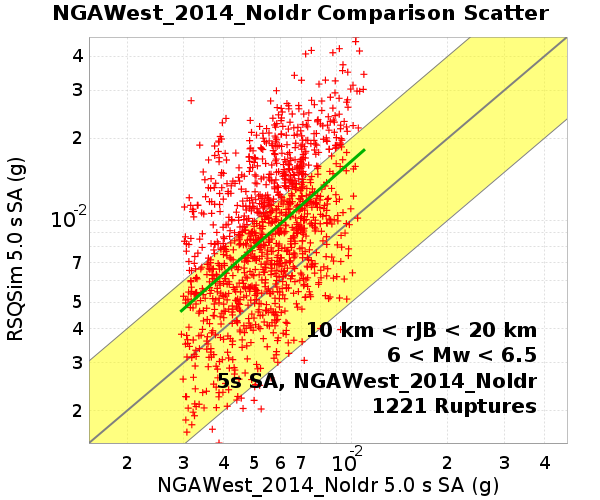 NGAWest_2014_NoIdr Comparison Scatter
RSQSim 5.0 s SA (g)
4
3
2
10-2
7
5
4
3
2
10 km < rJB < 20 km
6 < Mw < 6.5
5s SA, NGAWest_2014_NoIdr
1221 Ruptures
2 3 4 5 6 7 10-2 2 3 4
NGAWest_2014_NoIdr 5.0 s SA (g)